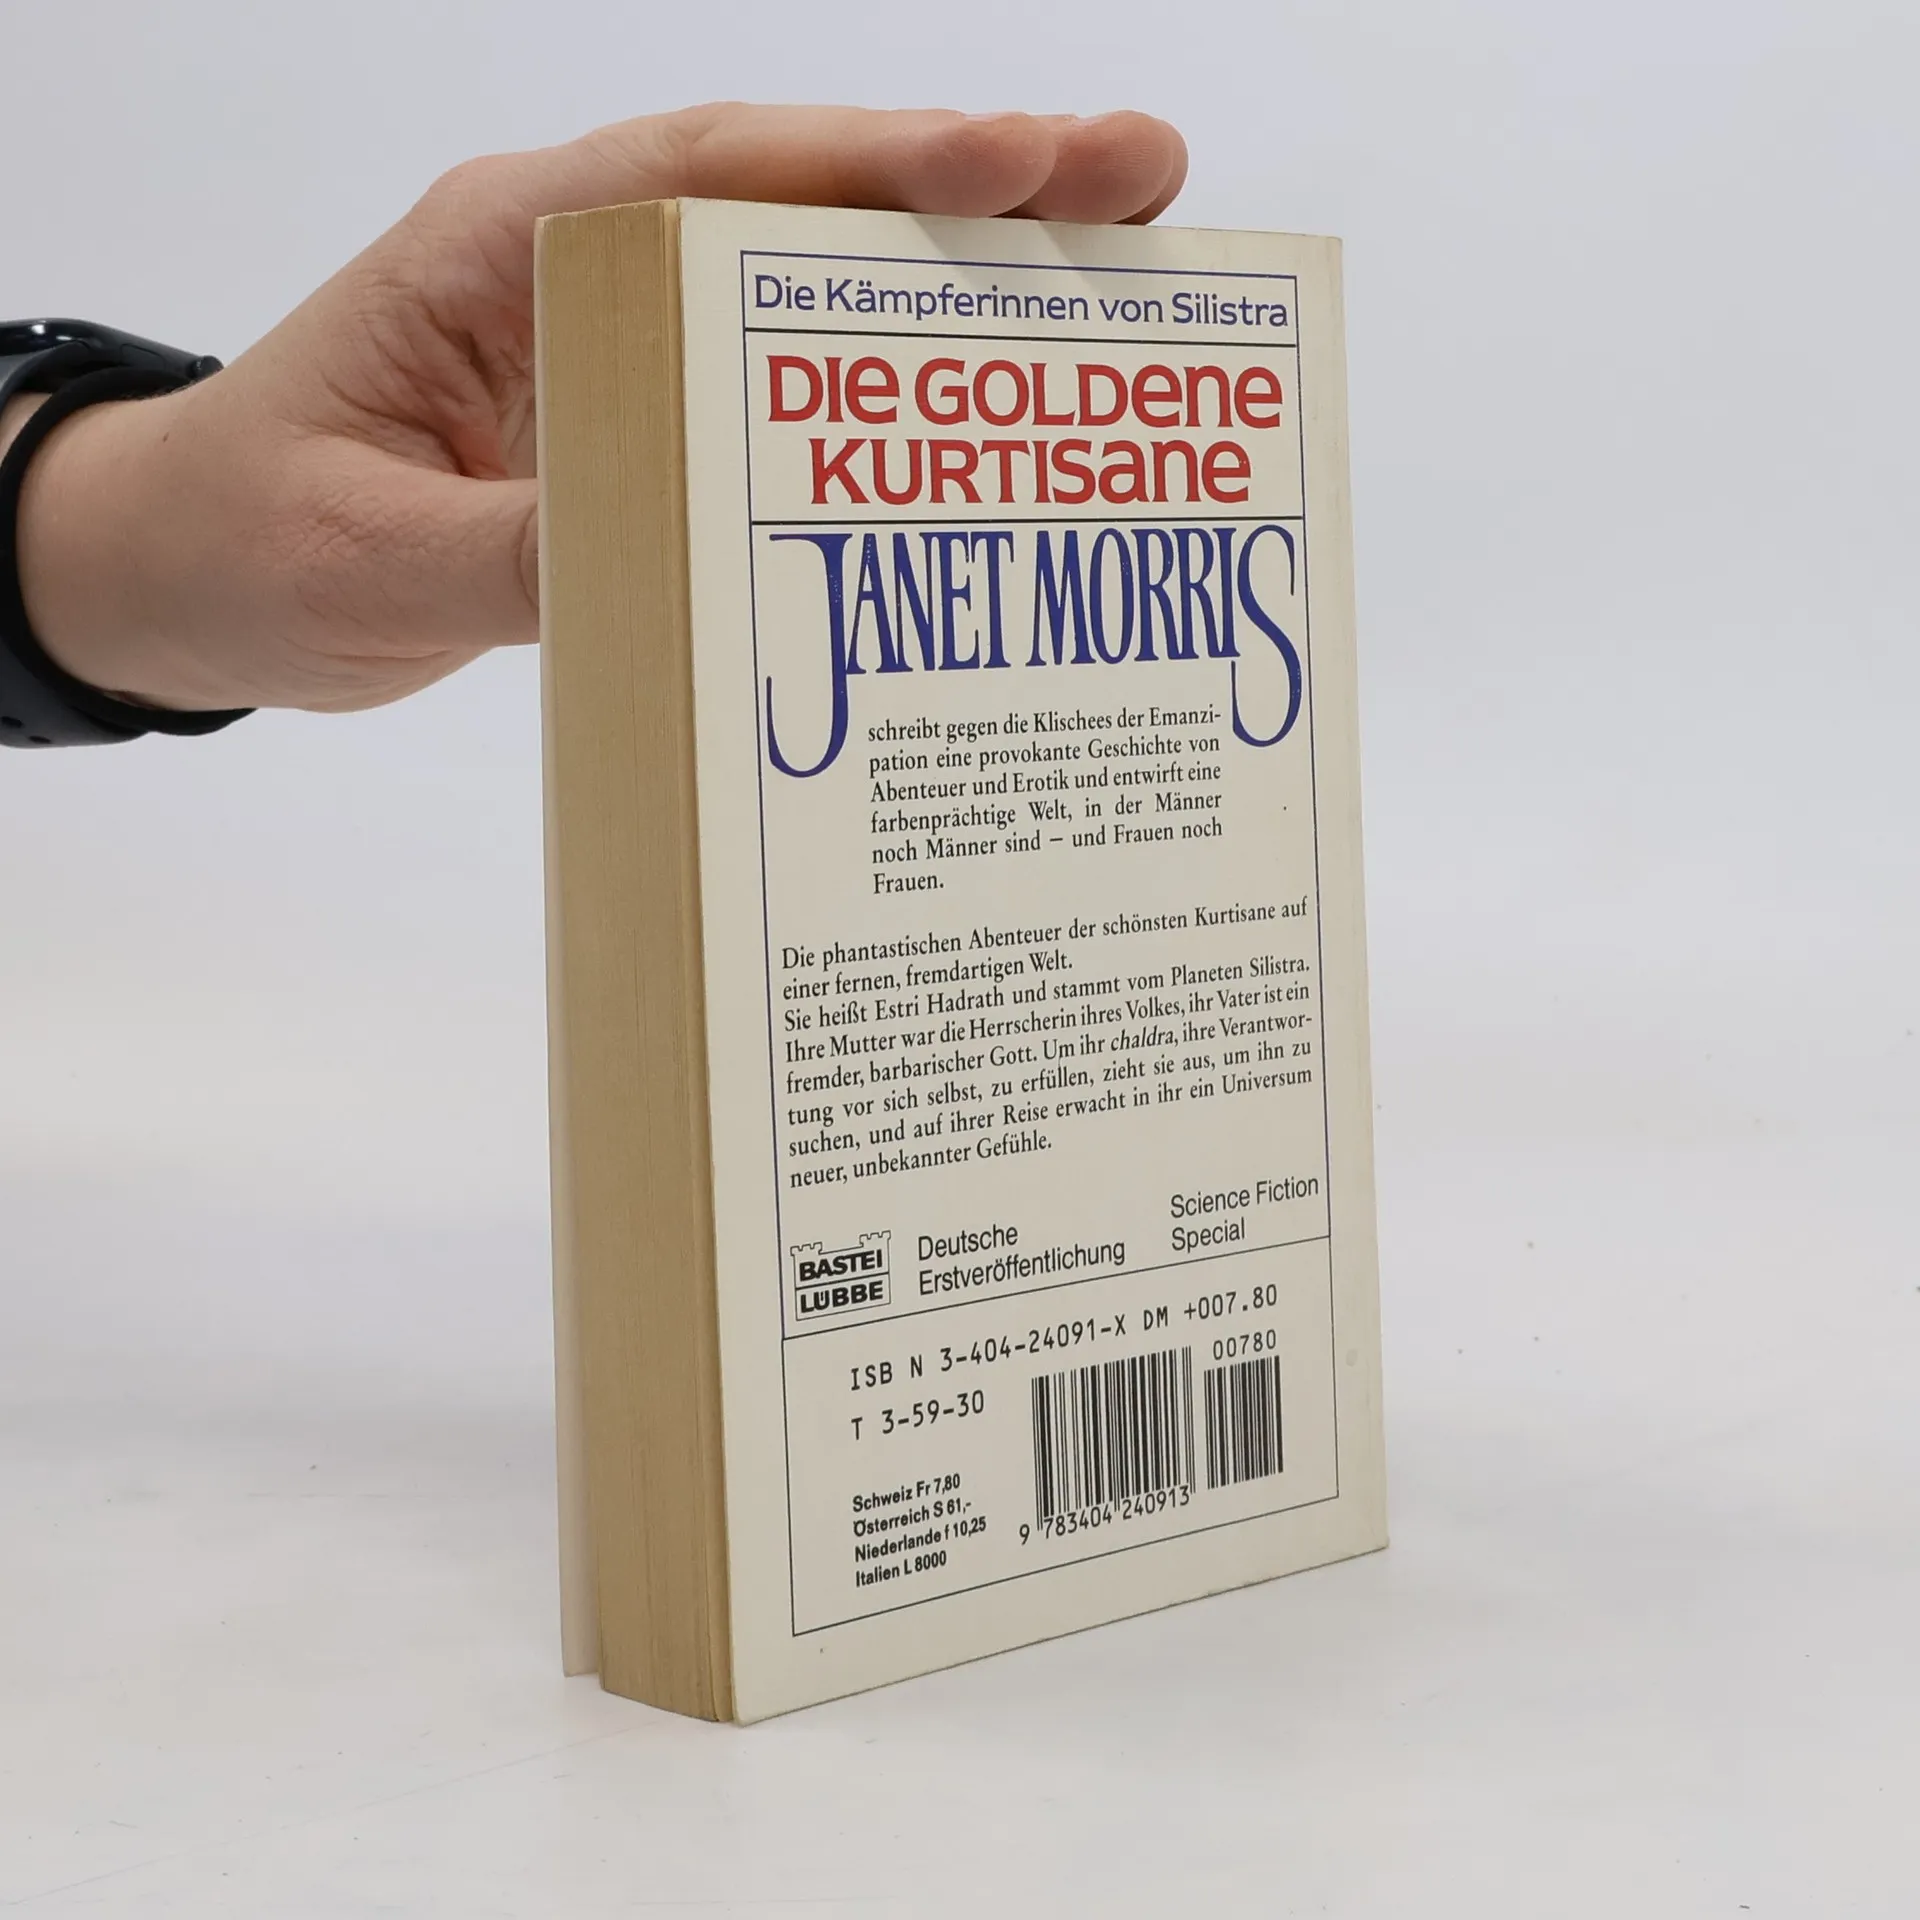 Die Kämpferinnen von Silistra
DIe GOLDene
KURTISane
JANET MORRIS
schreibt gegen die Klischees der Emanzi-
pation eine provokante Geschichte von
Abenteuer und Erotik und entwirft eine
farbenprächtige Welt, in der Männer
noch Männer sind – und Frauen noch
Frauen.
Die phantastischen Abenteuer der schönsten Kurtisane auf
einer fernen, fremdartigen Welt.
Sie heißt Estri Hadrath und stammt vom Planeten Silistra.
Ihre Mutter war die Herrscherin ihres Volkes, ihr Vater ist ein
fremder, barbarischer Gott. Um ihr chaldra, ihre Verantwor-
tung vor sich selbst, zu erfüllen, zieht sie aus, um ihn zu
suchen, und auf ihrer Reise erwacht in ihr ein Universum
neuer, unbekannter Gefühle.
BASTEI
LÜBBE
Deutsche
Erstveröffentlichung
Science Fiction
Special
ISB N 3-404-24091-X DM +007.80
T 3-59-30
00780
Schweiz Fr 7,80
Österreich S 61,-
Niederlande f 10,25
Italien L 8000
9 783404 240913